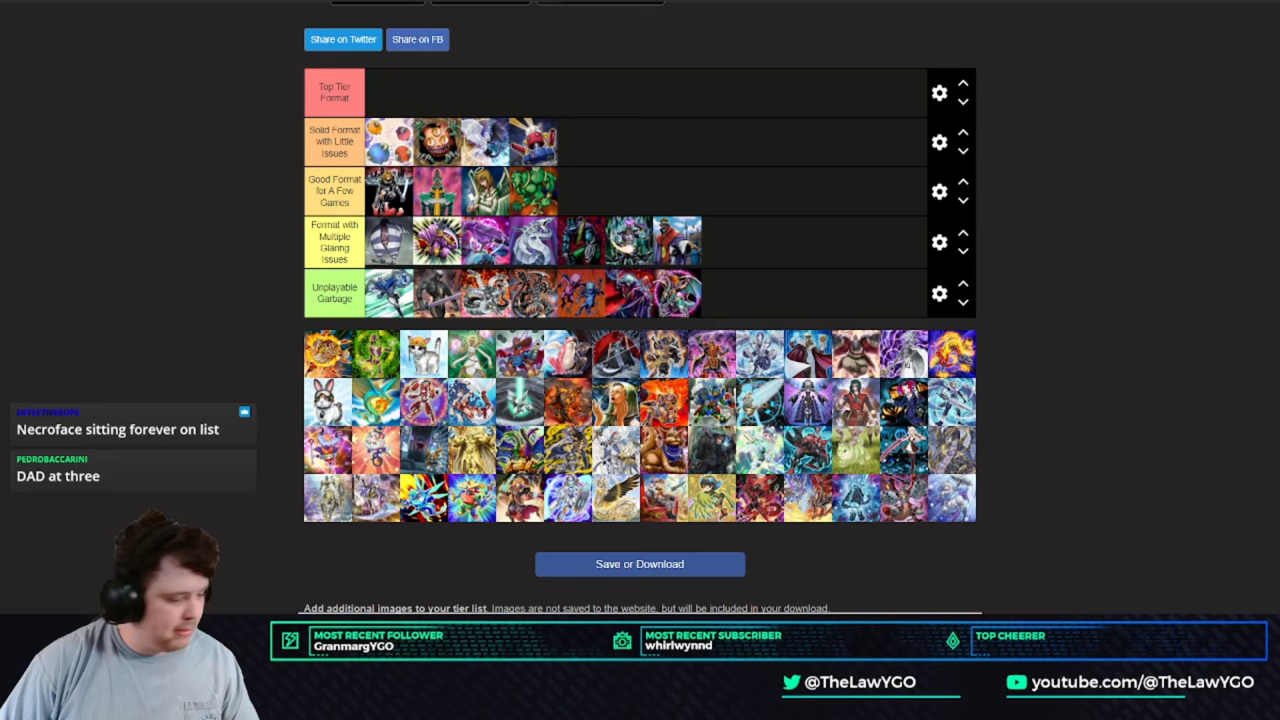 Share on Twitter
Share on FB
Top Tier
Format
Solid Format
with Little
Issues
Good Format
for A Few
Games
Format with
Multiple
Glaring
Issues
Unplayable
Garbage
Necroface sitting forever on list
PEDROBACCARINI
DAD at three
Save or Download
Add additional images to your tier list. Images are not saved to the website, but will be included in your download.
MOST RECENT FOLLOWER
GranmargYGO
MOST RECENT SUBSCRIBER
whirlwynnd
TOP CHEERER
@TheLawYGO
youtube.com/@TheLawYGO